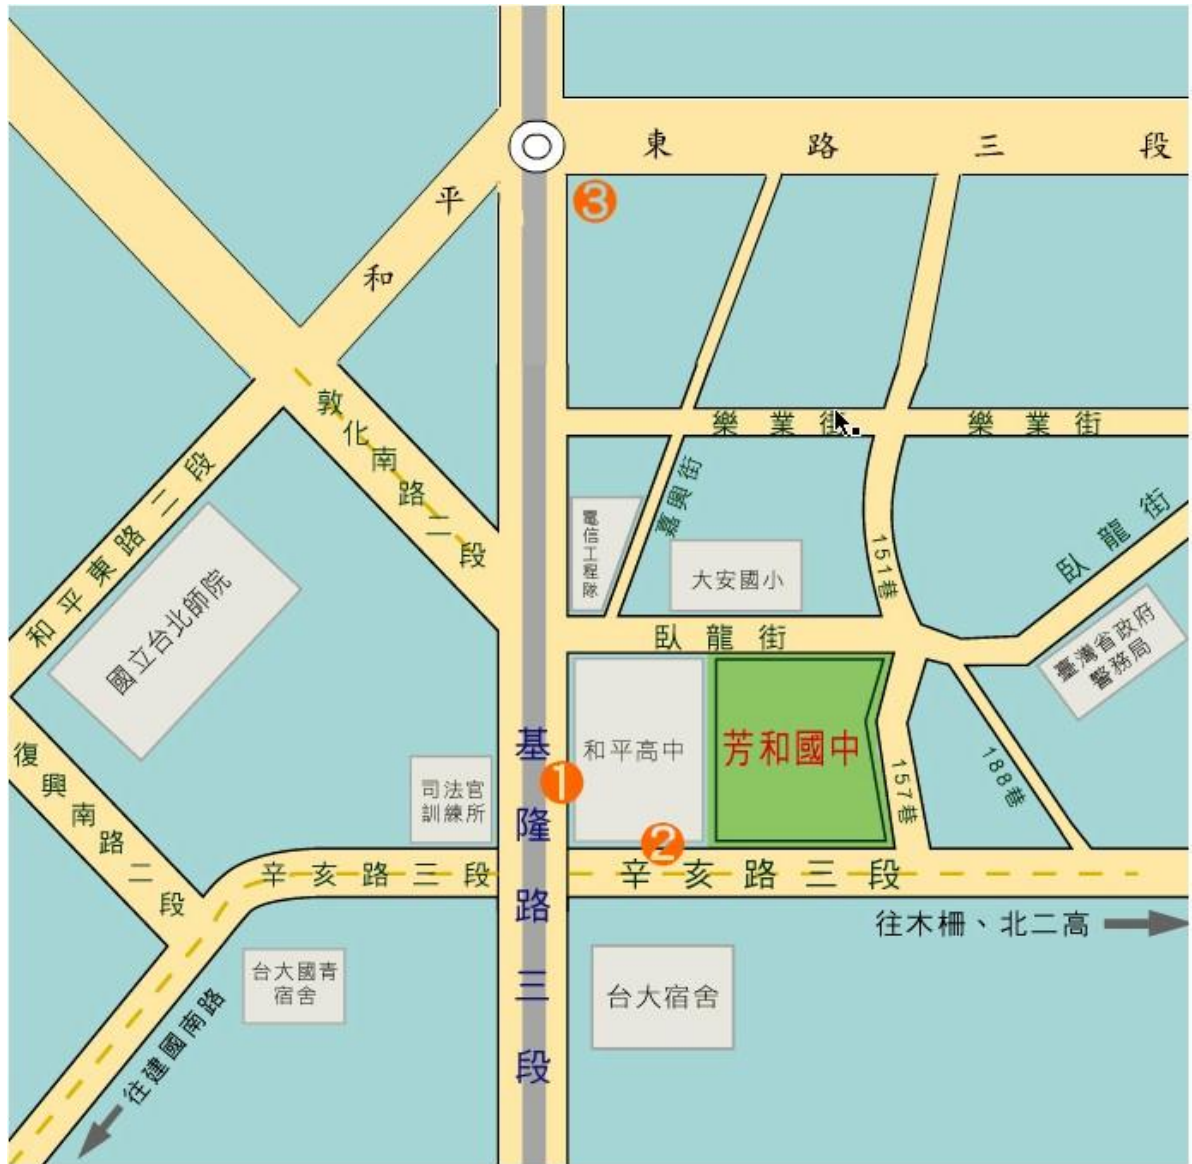 東路三段
③
平
和
敦化南路二段
樂業街
樂業街
和平東路二段
嘉興街
電信工程隊
大安國小
151巷
臥龍街
國立台北師院
臥龍街
臺灣省政府
警務局
復興南路二段
基隆路三段
①
和平高中
芳和國中
157巷
188巷
司法官
訓練所
②
辛亥路三段
辛亥路三段
往木柵、北二高
台大國青
宿舍
台大宿舍
往建國南路